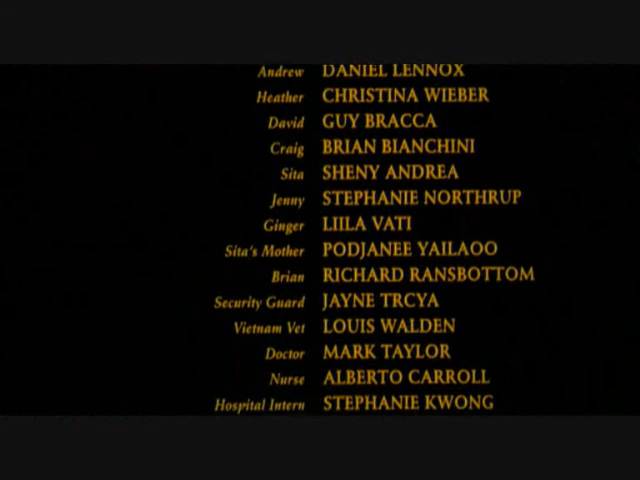 Andrew DANIEL LENNOX
Heather CHRISTINA WIEBER
David GUY BRACCA
Craig BRIAN BIANCHINI
Sita SHENY ANDREA
Jenny STEPHANIE NORTHRUP
Ginger LIILA VATI
Sita's Mother PODJANEE YAILAOO
Brian RICHARD RANSBOTTOM
Security Guard JAYNE TRCYA
Vietnam Vet LOUIS WALDEN
Doctor MARK TAYLOR
Nurse ALBERTO CARROLL
Hospital Intern STEPHANIE KWONG